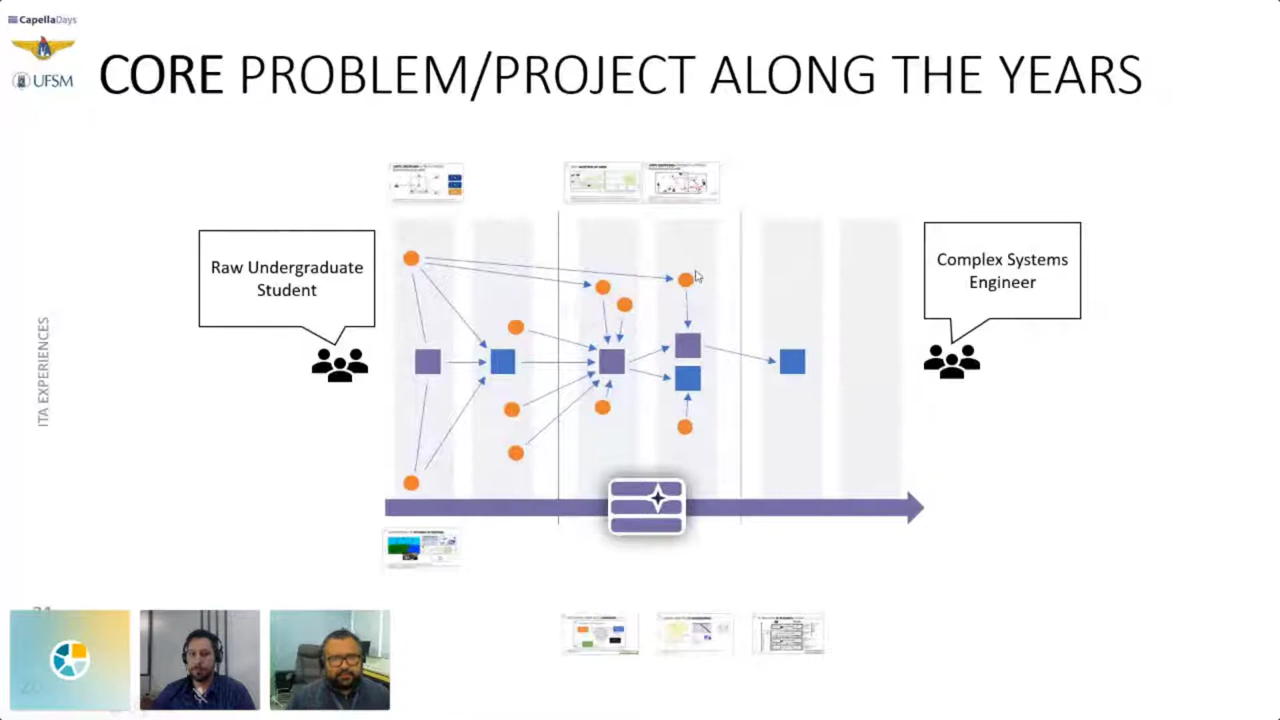 CapellaDays
UFSM
CORE PROBLEM/PROJECT ALONG THE YEARS
Raw Undergraduate
Student
Complex Systems
Engineer
ITA EXPERIENCES